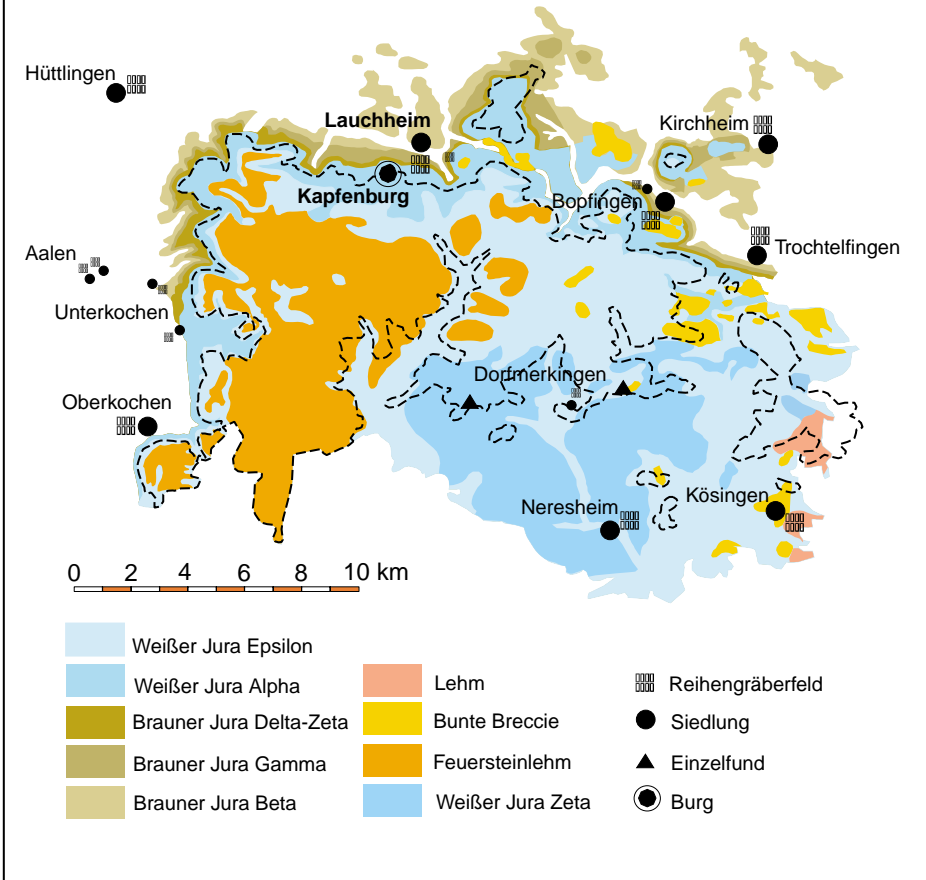 Hüttlingen
Lauchheim
Kirchheim
Kapfenburg
Bopfingen
Aalen
Trochtelfingen
Unterkochen
Dorfmerkingen
Oberkochen
Kösingen
Neresheim
0 2 4 6 8 10 km
Weißer Jura Epsilon
Weißer Jura Alpha
Brauner Jura Delta-Zeta
Brauner Jura Gamma
Brauner Jura Beta
Lehm
Bunte Breccie
Feuersteinlehm
Weißer Jura Zeta
Reihengräberfeld
Siedlung
Einzelfund
Burg